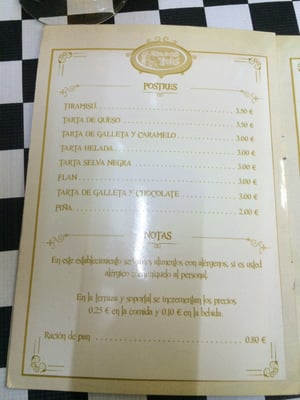 POSTRES
TIRAMISÚ 3.50 €
TARTA DE QUESO 3.50 €
TARTA DE GALLETA Y CARAMELO 3.00 €
TARTA HELADA 3.00 €
TARTA SELVA NEGRA 3.00 €
FLAN 3.00 €
TARTA DE GALLETA Y CHOCOLATE 3.00 €
PIÑA 2.00 €
NOTAS
En este establecimiento servimos alimentos con alérgenos, si es usted
alérgico comuníquelo al personal.
En la terraza y soportal se incrementan los precios
0.25 € en la comida y 0.10 € en la bebida.
Ración de pan 0.80 €